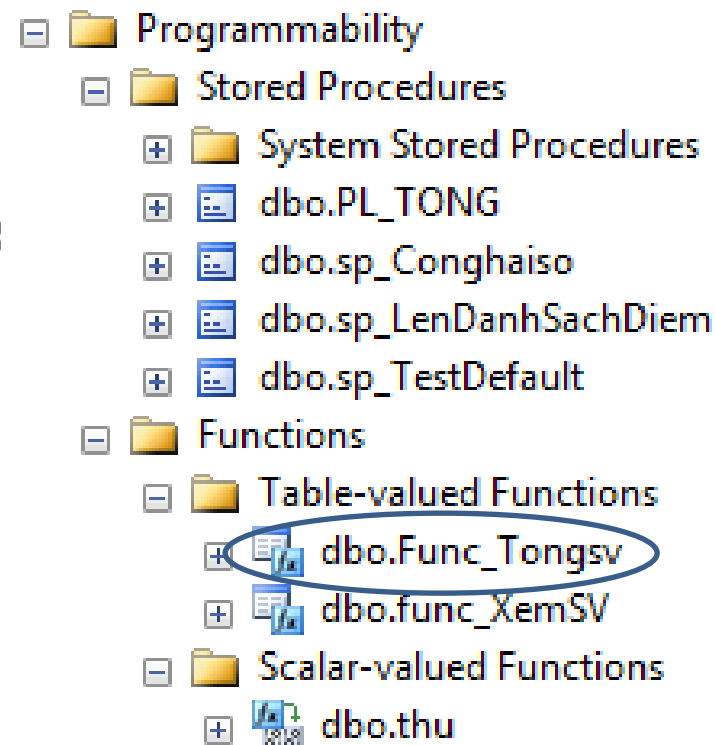 Programmability
Stored Procedures
System Stored Procedures
dbo.PL_TONG
dbo.sp_Conghaiso
dbo.sp_LenDanhSachDiem
dbo.sp_TestDefault
Functions
Table-valued Functions
dbo.Func_Tongsv
dbo.func_XemSV
Scalar-valued Functions
dbo.thu